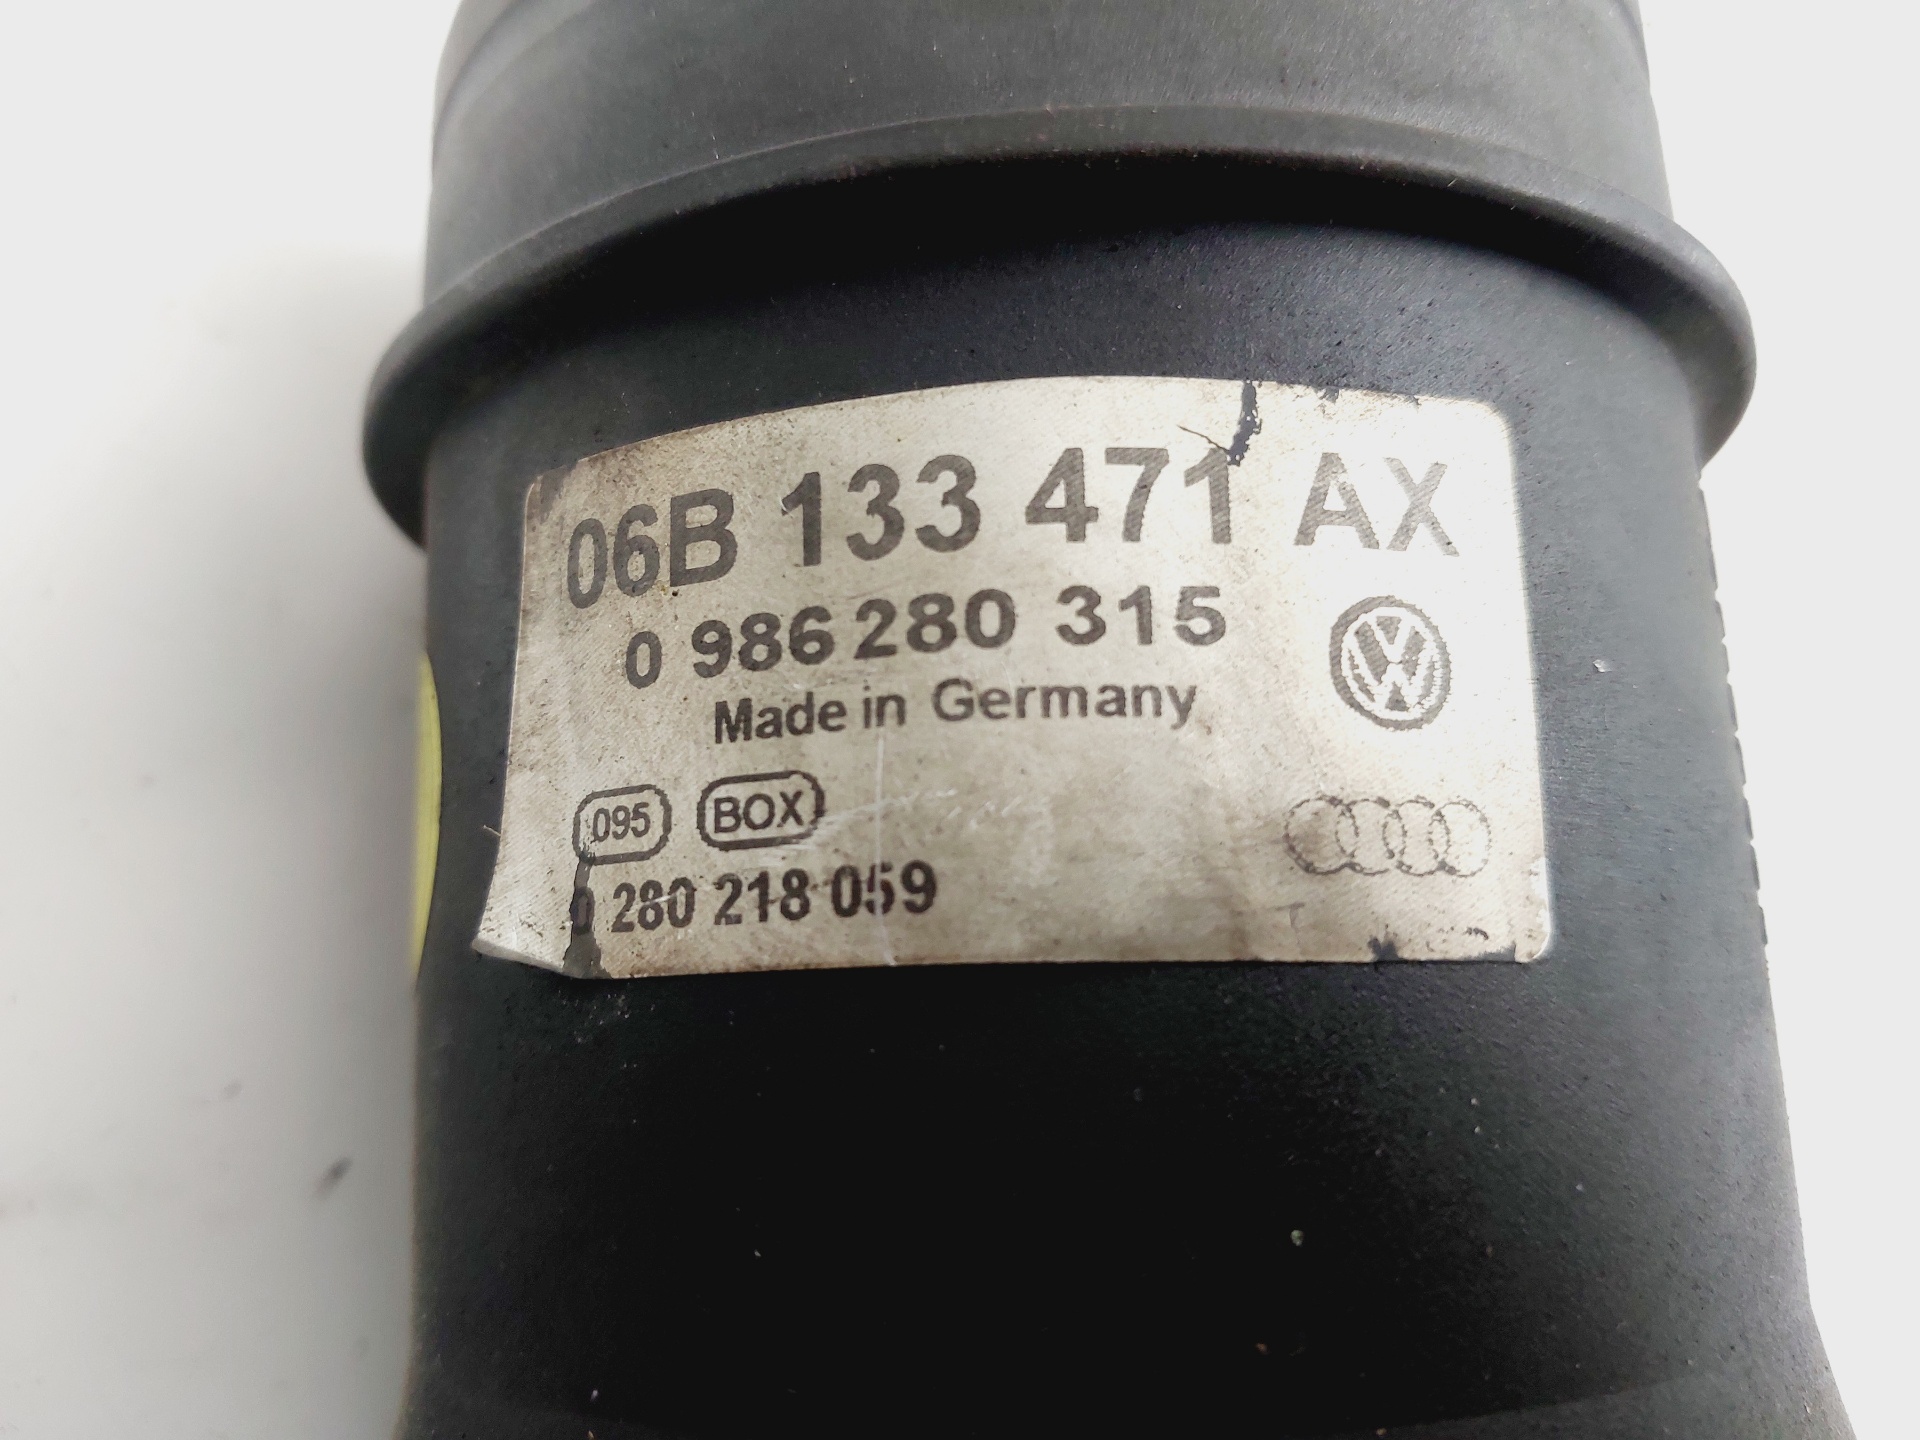 06B 133 471 AX
0 986 280 315
Made in Germany
095 BOX
0 280 218 059